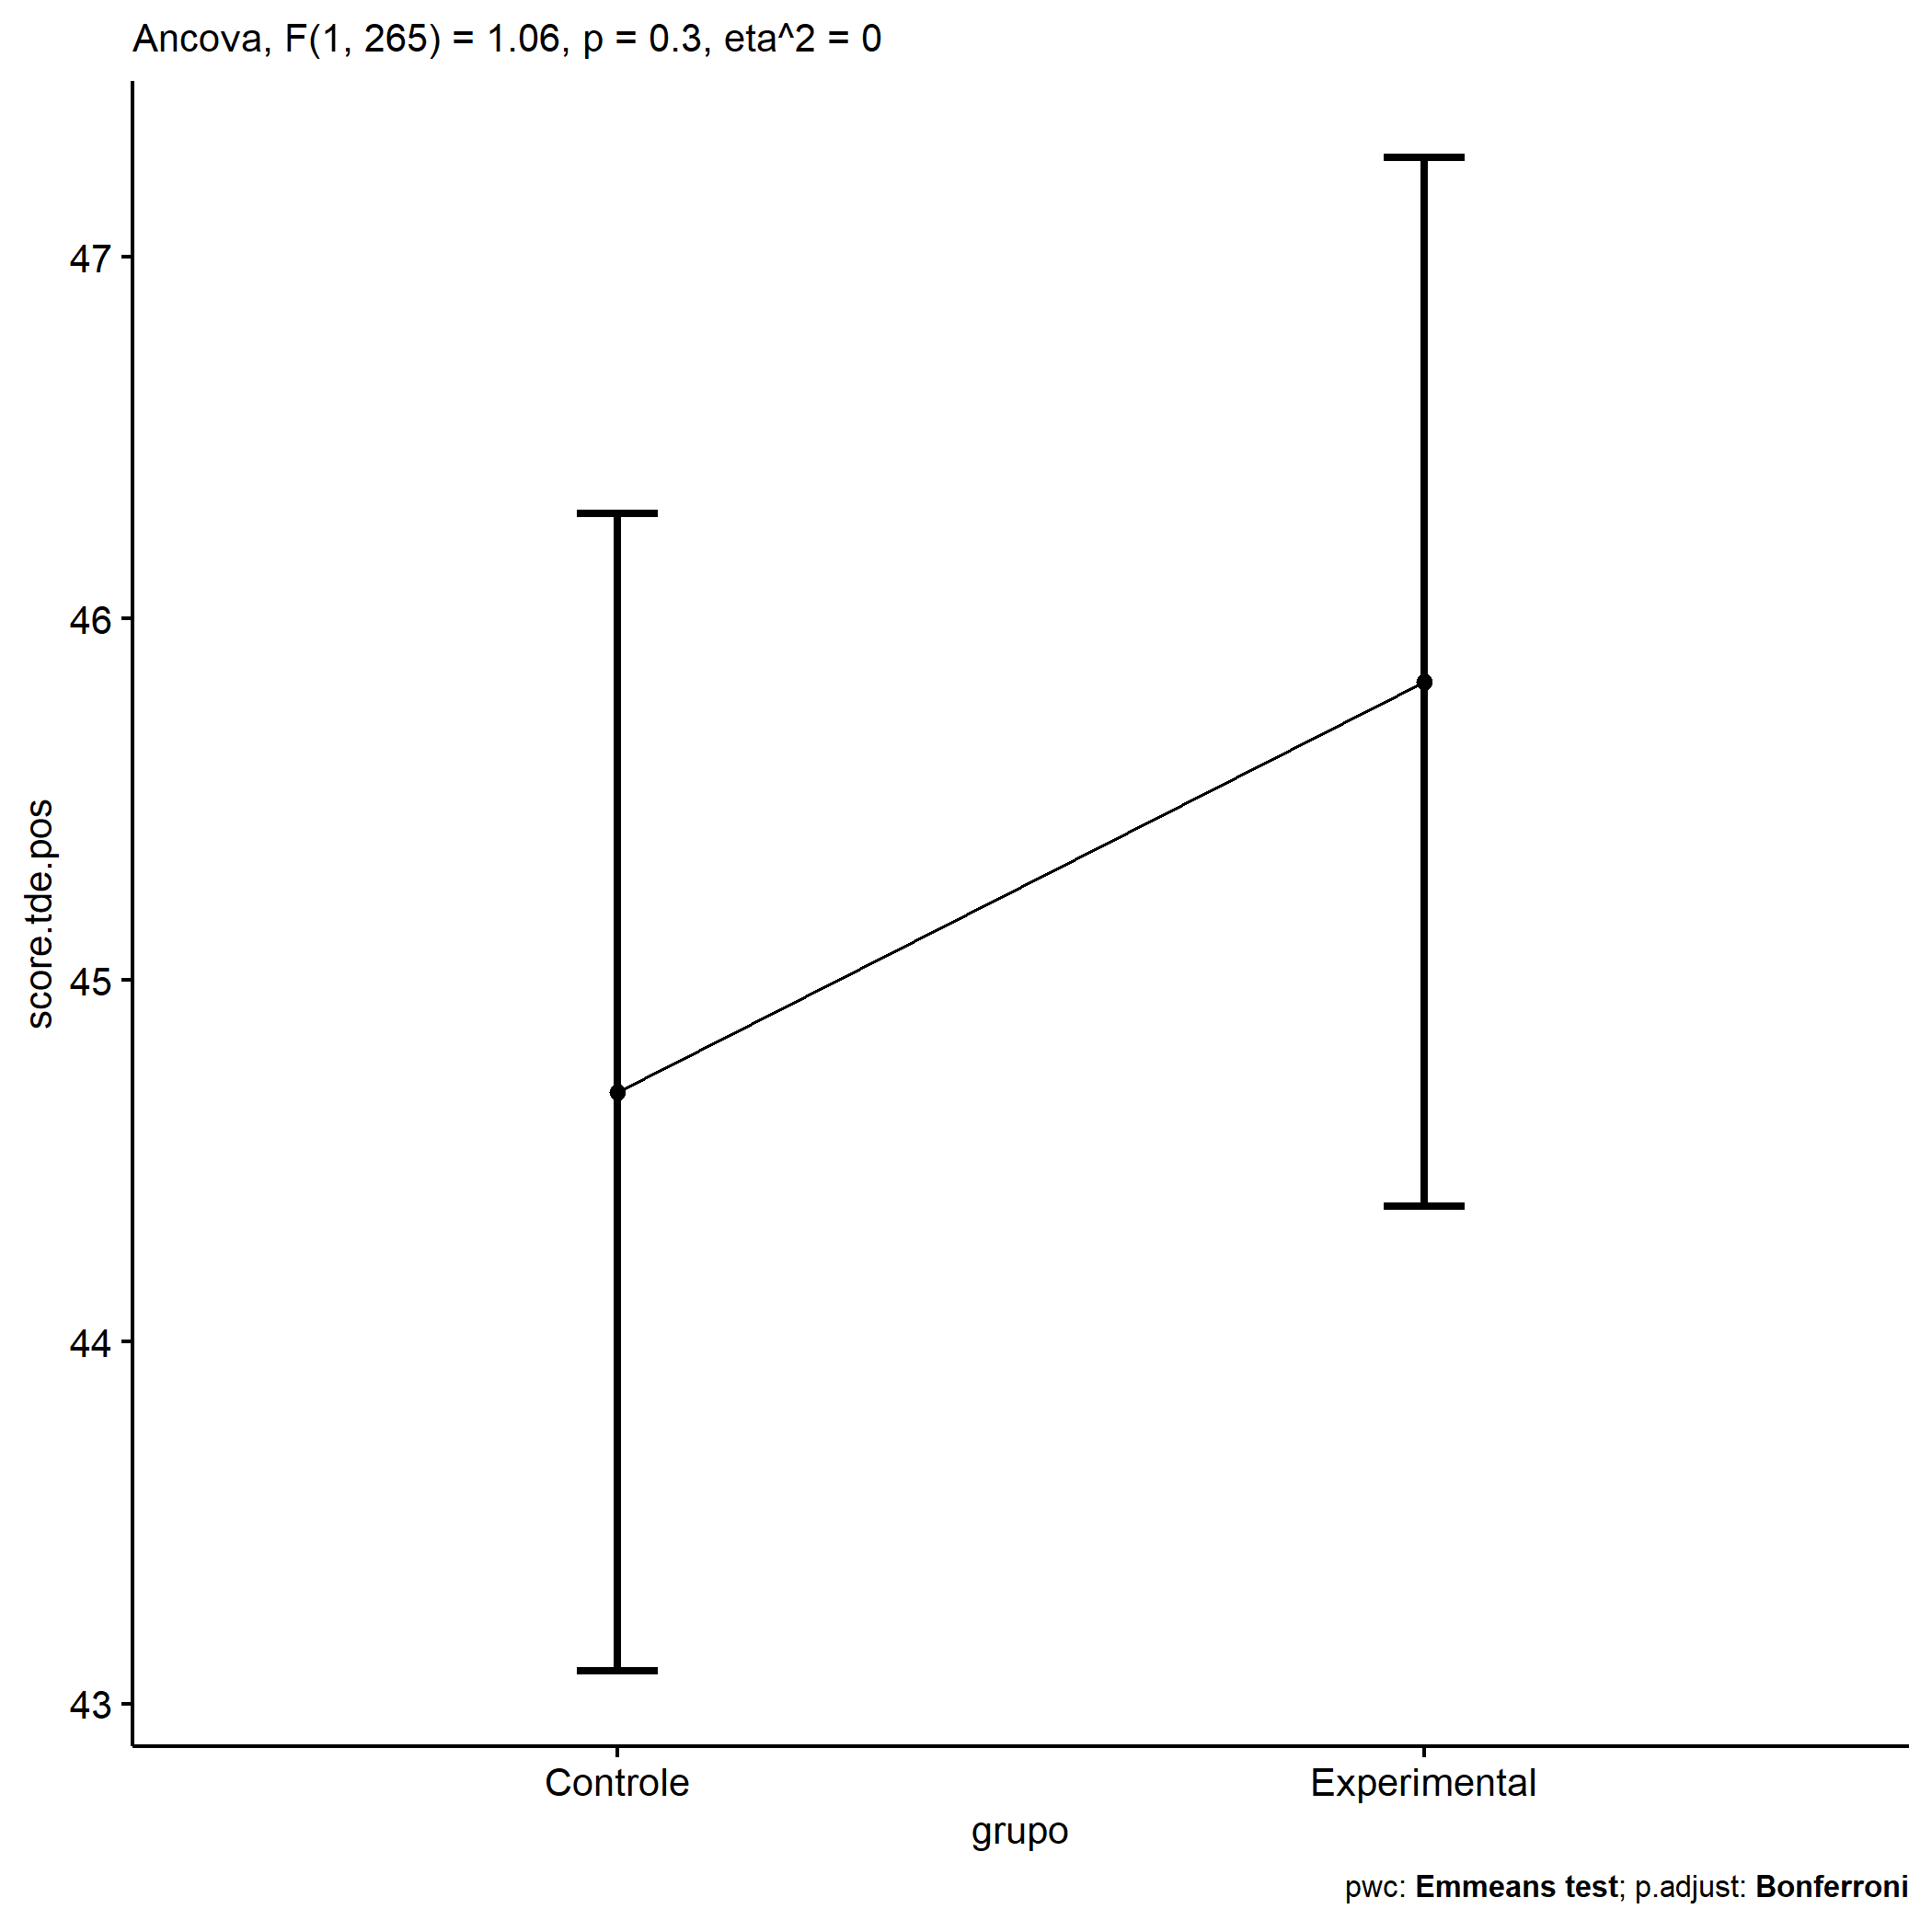 Ancova, F(1, 265) = 1.06, p = 0.3, eta^2 = 0
score.tde.pos
47
46
45
44
43
Controle
Experimental
grupo
pwc: Emmeans test; p.adjust: Bonferroni